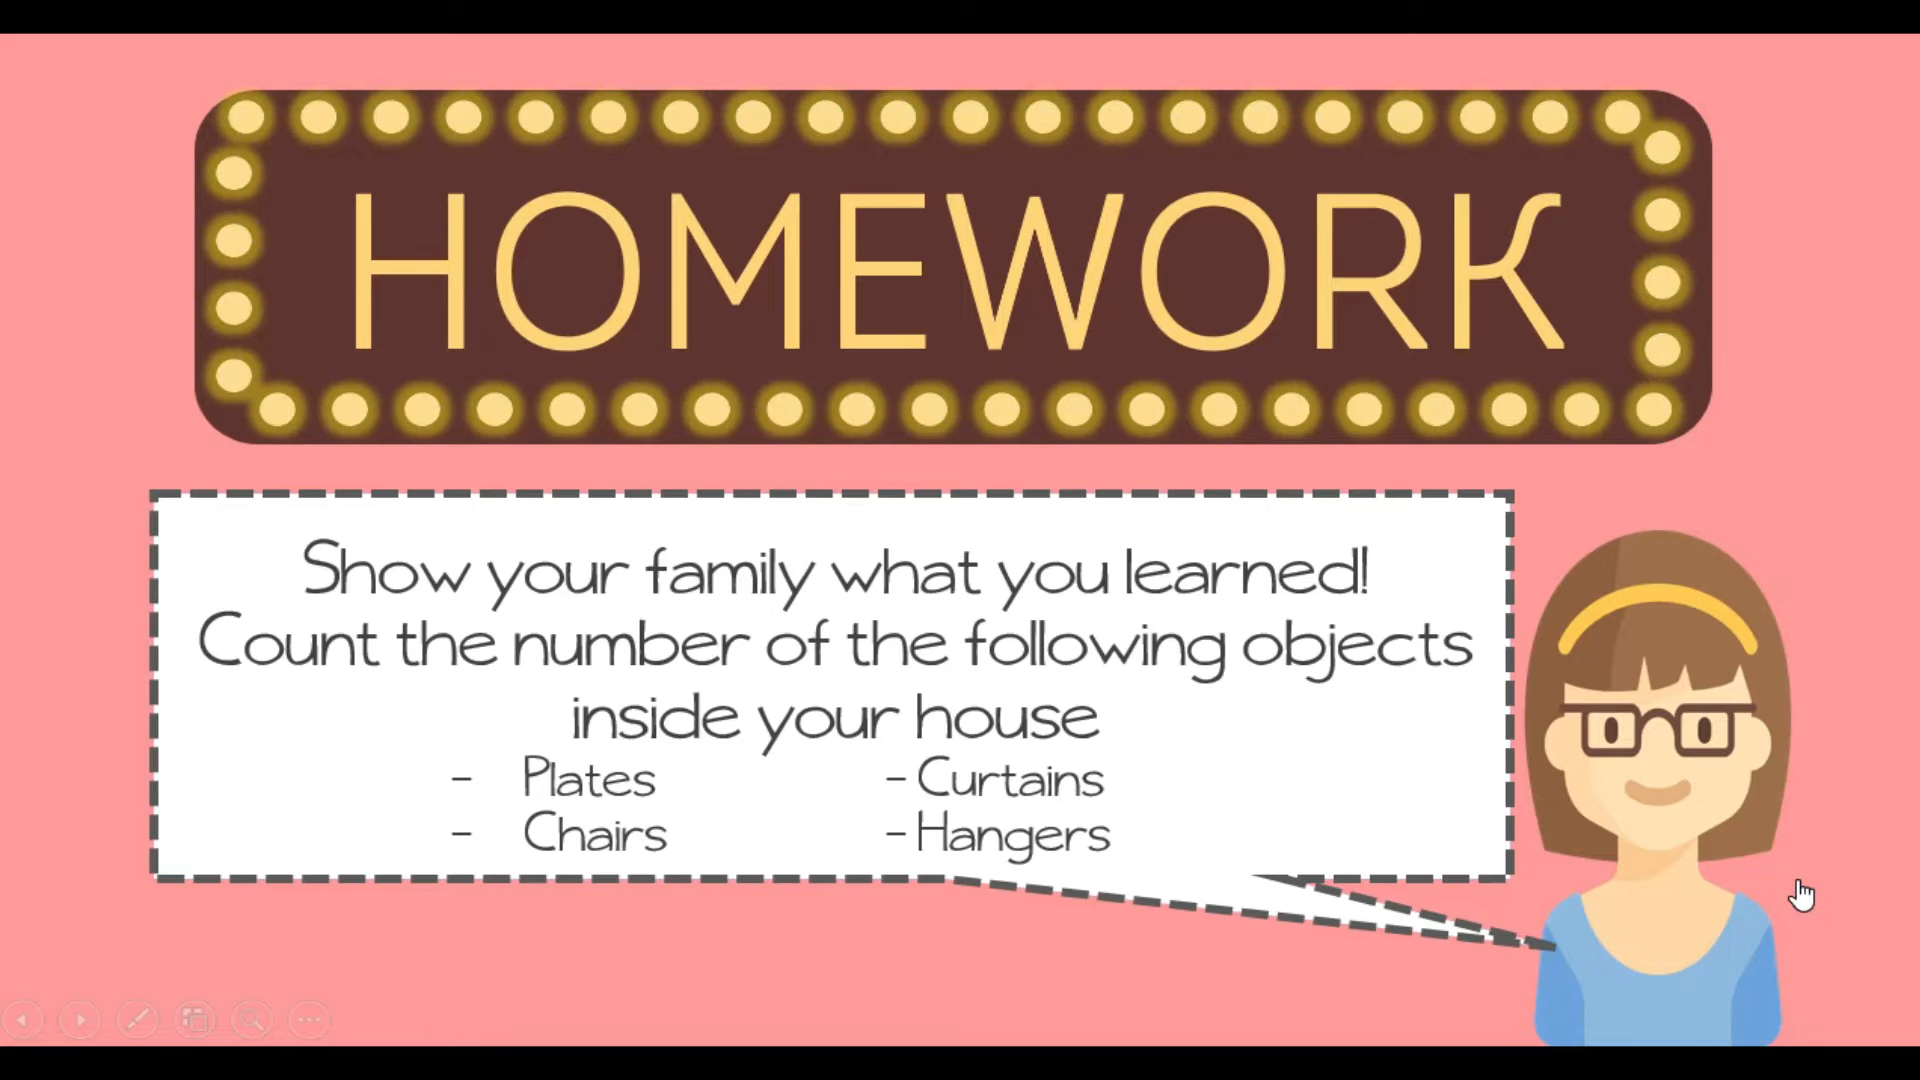 HOMEWORK
Show your family what you learned!
Count the number of the following objects
inside your house
- Plates - Curtains
- Chairs - Hangers